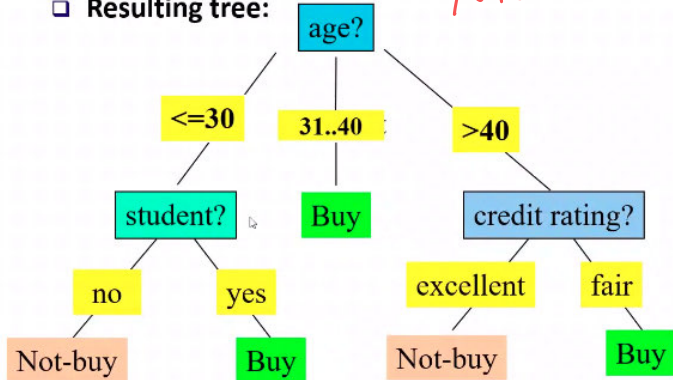 Resulting tree:
age?
<=30
31..40
>40
student?
Buy
credit rating?
no
yes
excellent
fair
Not-buy
Buy
Not-buy
Buy